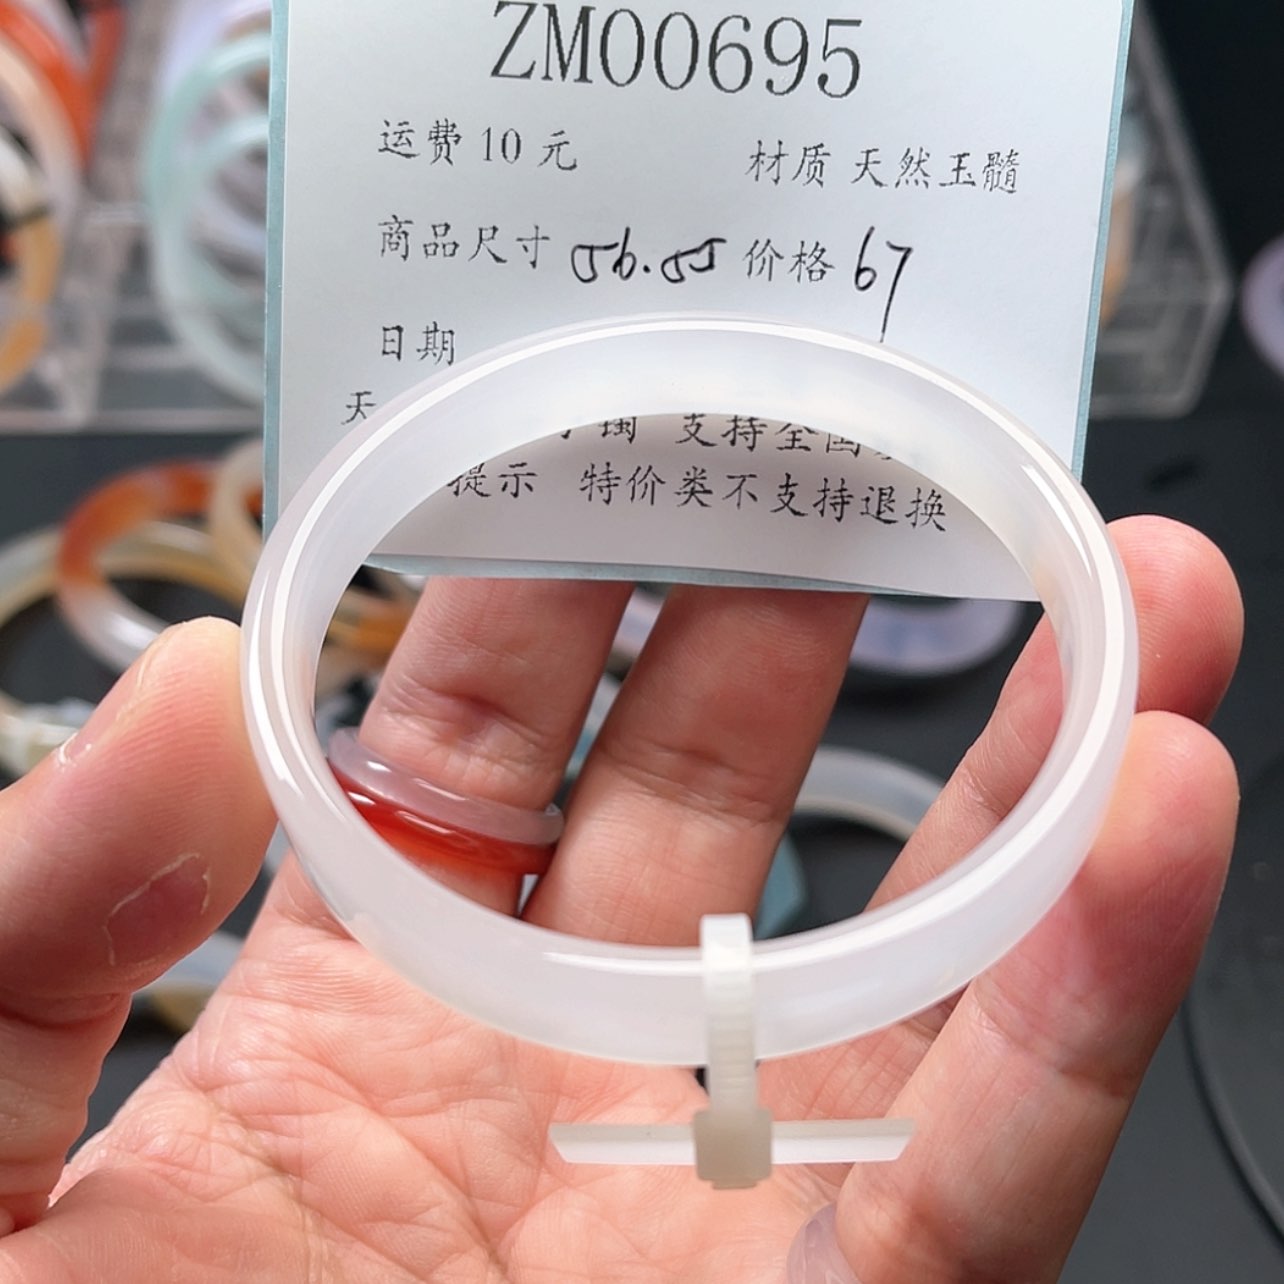 ZM00695
运费 10 元 材质 天然玉髓
商品尺寸 56.55 价格 67
日期
天 支持全国
提示 特价类不支持退换